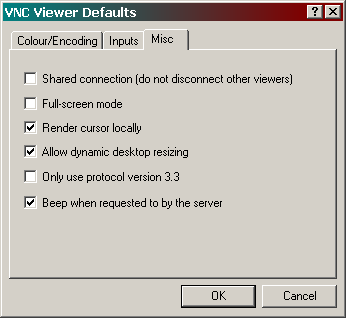 VNC Viewer Defaults
Colour/Encoding Inputs Misc
Shared connection (do not disconnect other viewers)
Full-screen mode
Render cursor locally
Allow dynamic desktop resizing
Only use protocol version 3.3
Beep when requested to by the server
OK Cancel